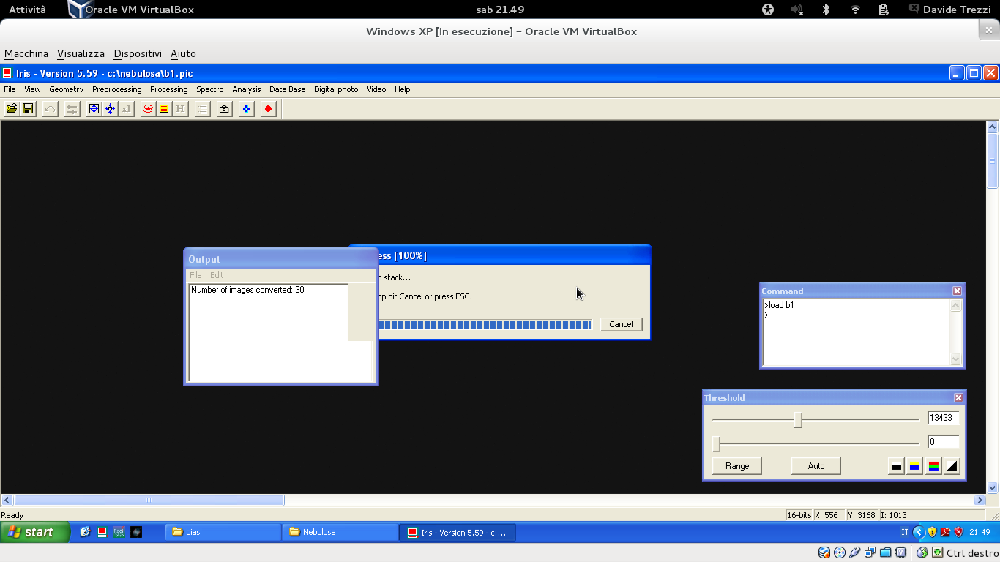 Attività Oracle VM VirtualBox sab 21.49 Davide Trezzi
Windows XP [In esecuzione] - Oracle VM VirtualBox
Macchina Visualizza Dispositivi Aiuto
Iris - Version 5.59 - c:\nebulosa\b1.pic
File View Geometry Preprocessing Processing Spectro Analysis Data Base Digital photo Video Help
x1 H
ess [100%]
Output
File Edit
Number of images converted: 30
n stack...
op hit Cancel or press ESC.
Cancel
Command
>load b1
>
Threshold
13433
0
Range Auto
Ready 16-bits X: 556 Y: 3168 I: 1013
start bias Nebulosa Iris - Version 5.59 - c:... IT 21.49
Ctrl destro